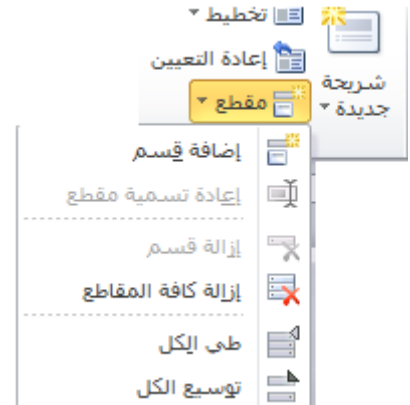 تخطيط
إعادة التعيين
مقطع
شريحة
جديدة
إضافة قسم
إعادة تسمية مقطع
إزالة قسم
إزالة كافة المقاطع
طي الكل
توسيع الكل